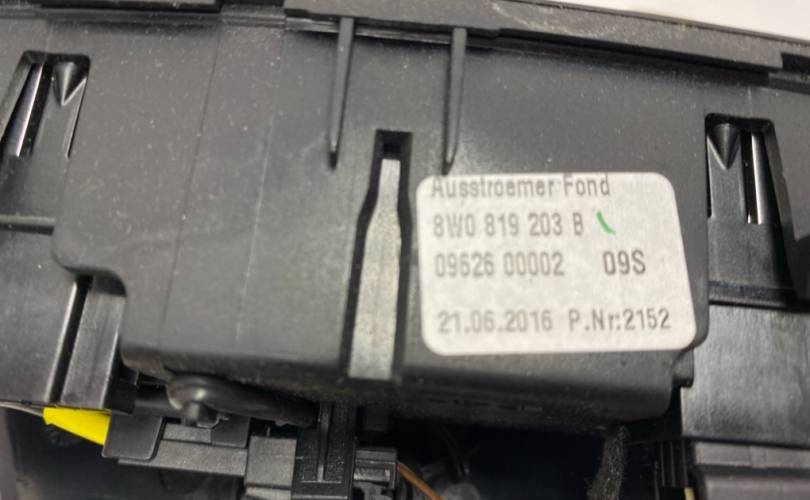 Ausstroemer Fond
8W0 819 203 B
09626 00002 09S
21.06.2016 P.Nr:2152